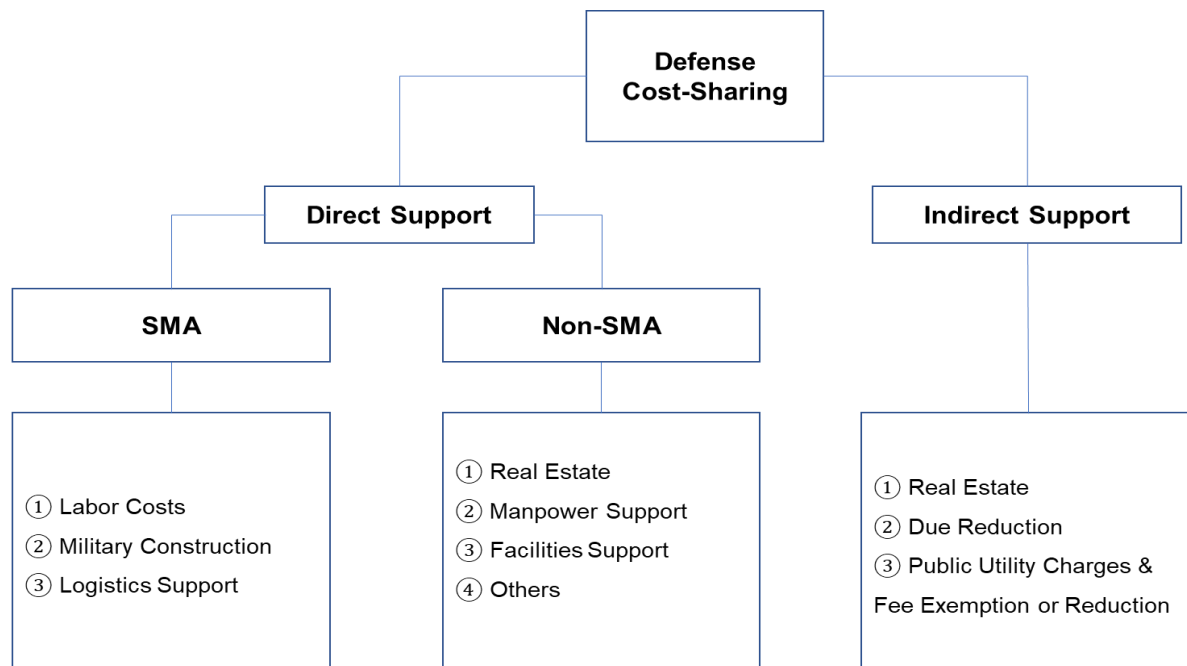 Defense
Cost-Sharing
Direct Support
Indirect Support
SMA
Non-SMA
① Labor Costs
② Military Construction
③ Logistics Support
① Real Estate
② Manpower Support
③ Facilities Support
④ Others
① Real Estate
② Due Reduction
③ Public Utility Charges &
Fee Exemption or Reduction